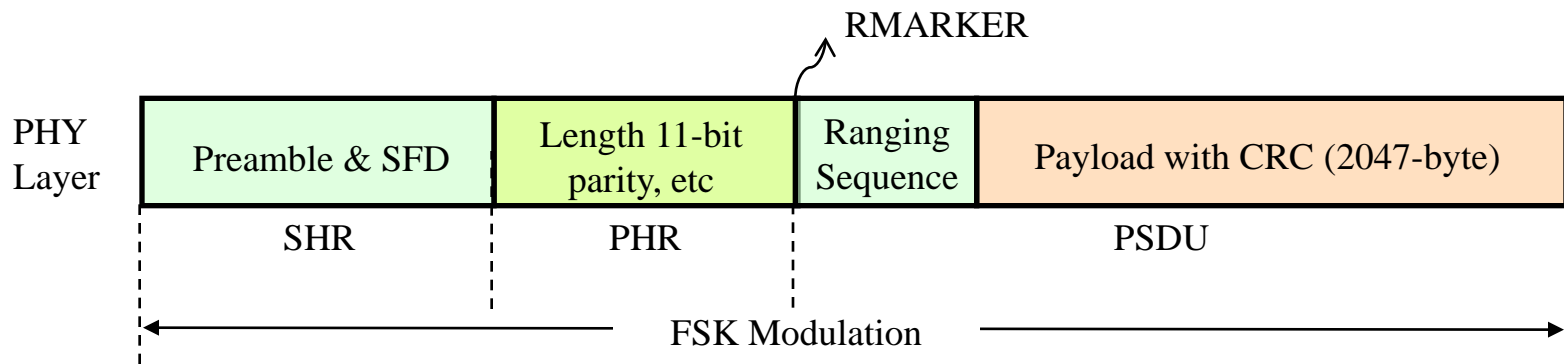 RMARKER
PHY
Layer
Preamble & SFD
Length 11-bit
parity, etc
Ranging
Sequence
Payload with CRC (2047-byte)
SHR
PHR
PSDU
FSK Modulation